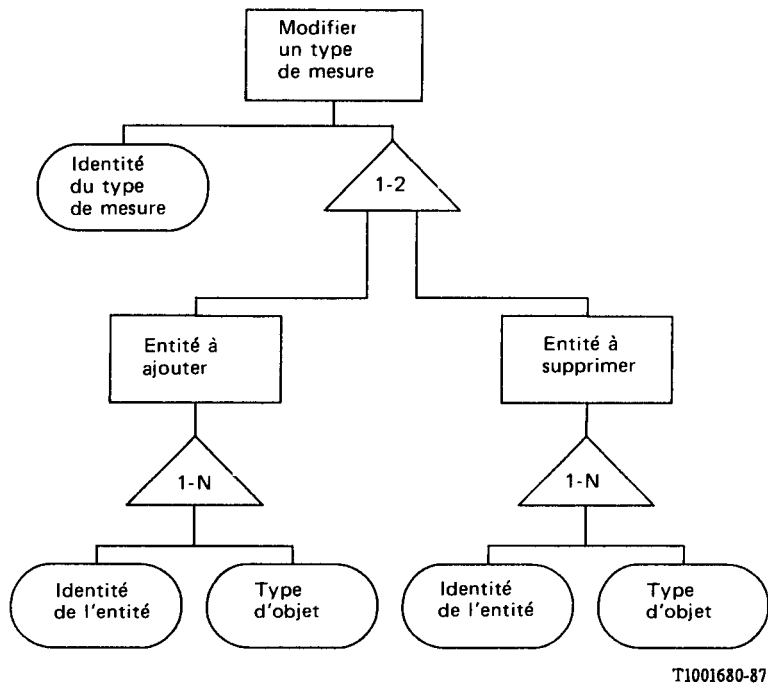 Modifier
un type
de mesure
Identité
du type
de mesure
1-2
Entité à
ajouter
Entité à
supprimer
1-N
1-N
Identité
de l'entité
Type
d'objet
Identité
de l'entité
Type
d'objet
T1001680-87